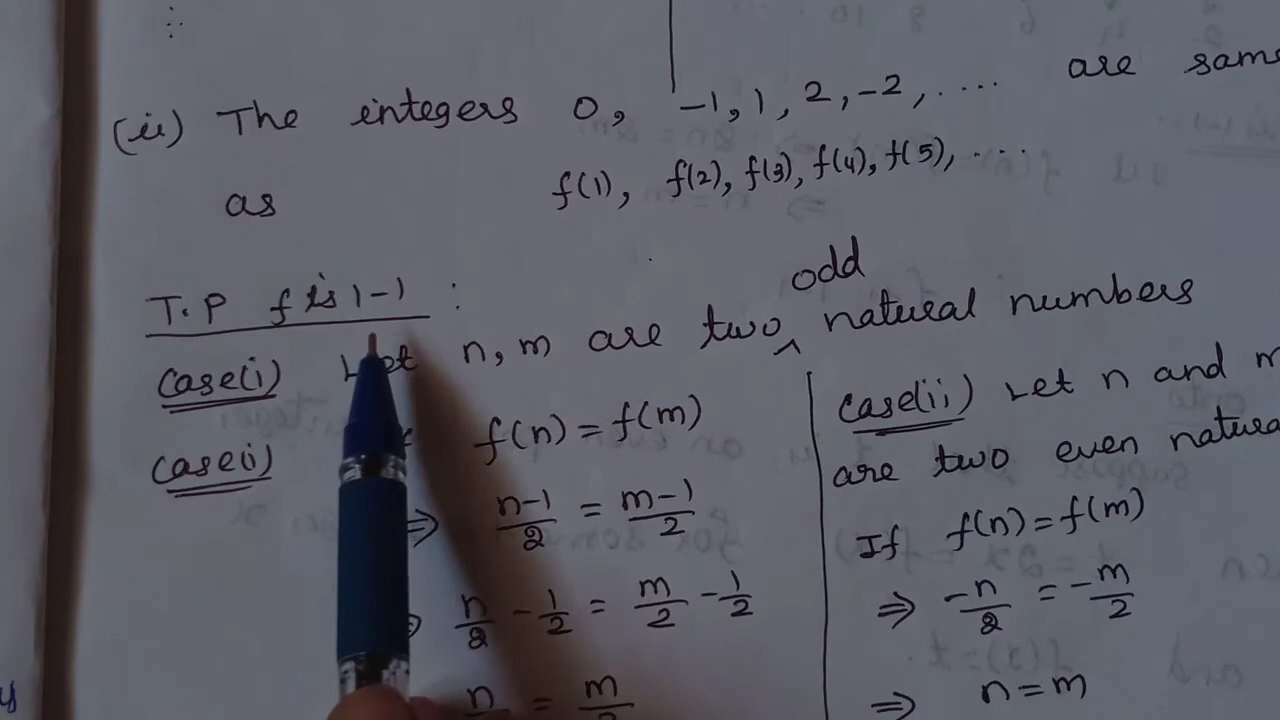 ∴
(ii) The integers 0, -1, 1, 2, -2, .... are same
as f(1), f(2), f(3), f(4), f(5), ....
T.P f is 1-1 :
odd
Case(i) Let n, m are two ^ natural numbers
Case(i) f(n) = f(m)
⇒ n-1/2 = m-1/2
n/2 - 1/2 = m/2 - 1/2
n/ = m/
Case(ii) Let n and m
are two even natura
If f(n) = f(m)
⇒ -n/2 = -m/2
⇒ n = m